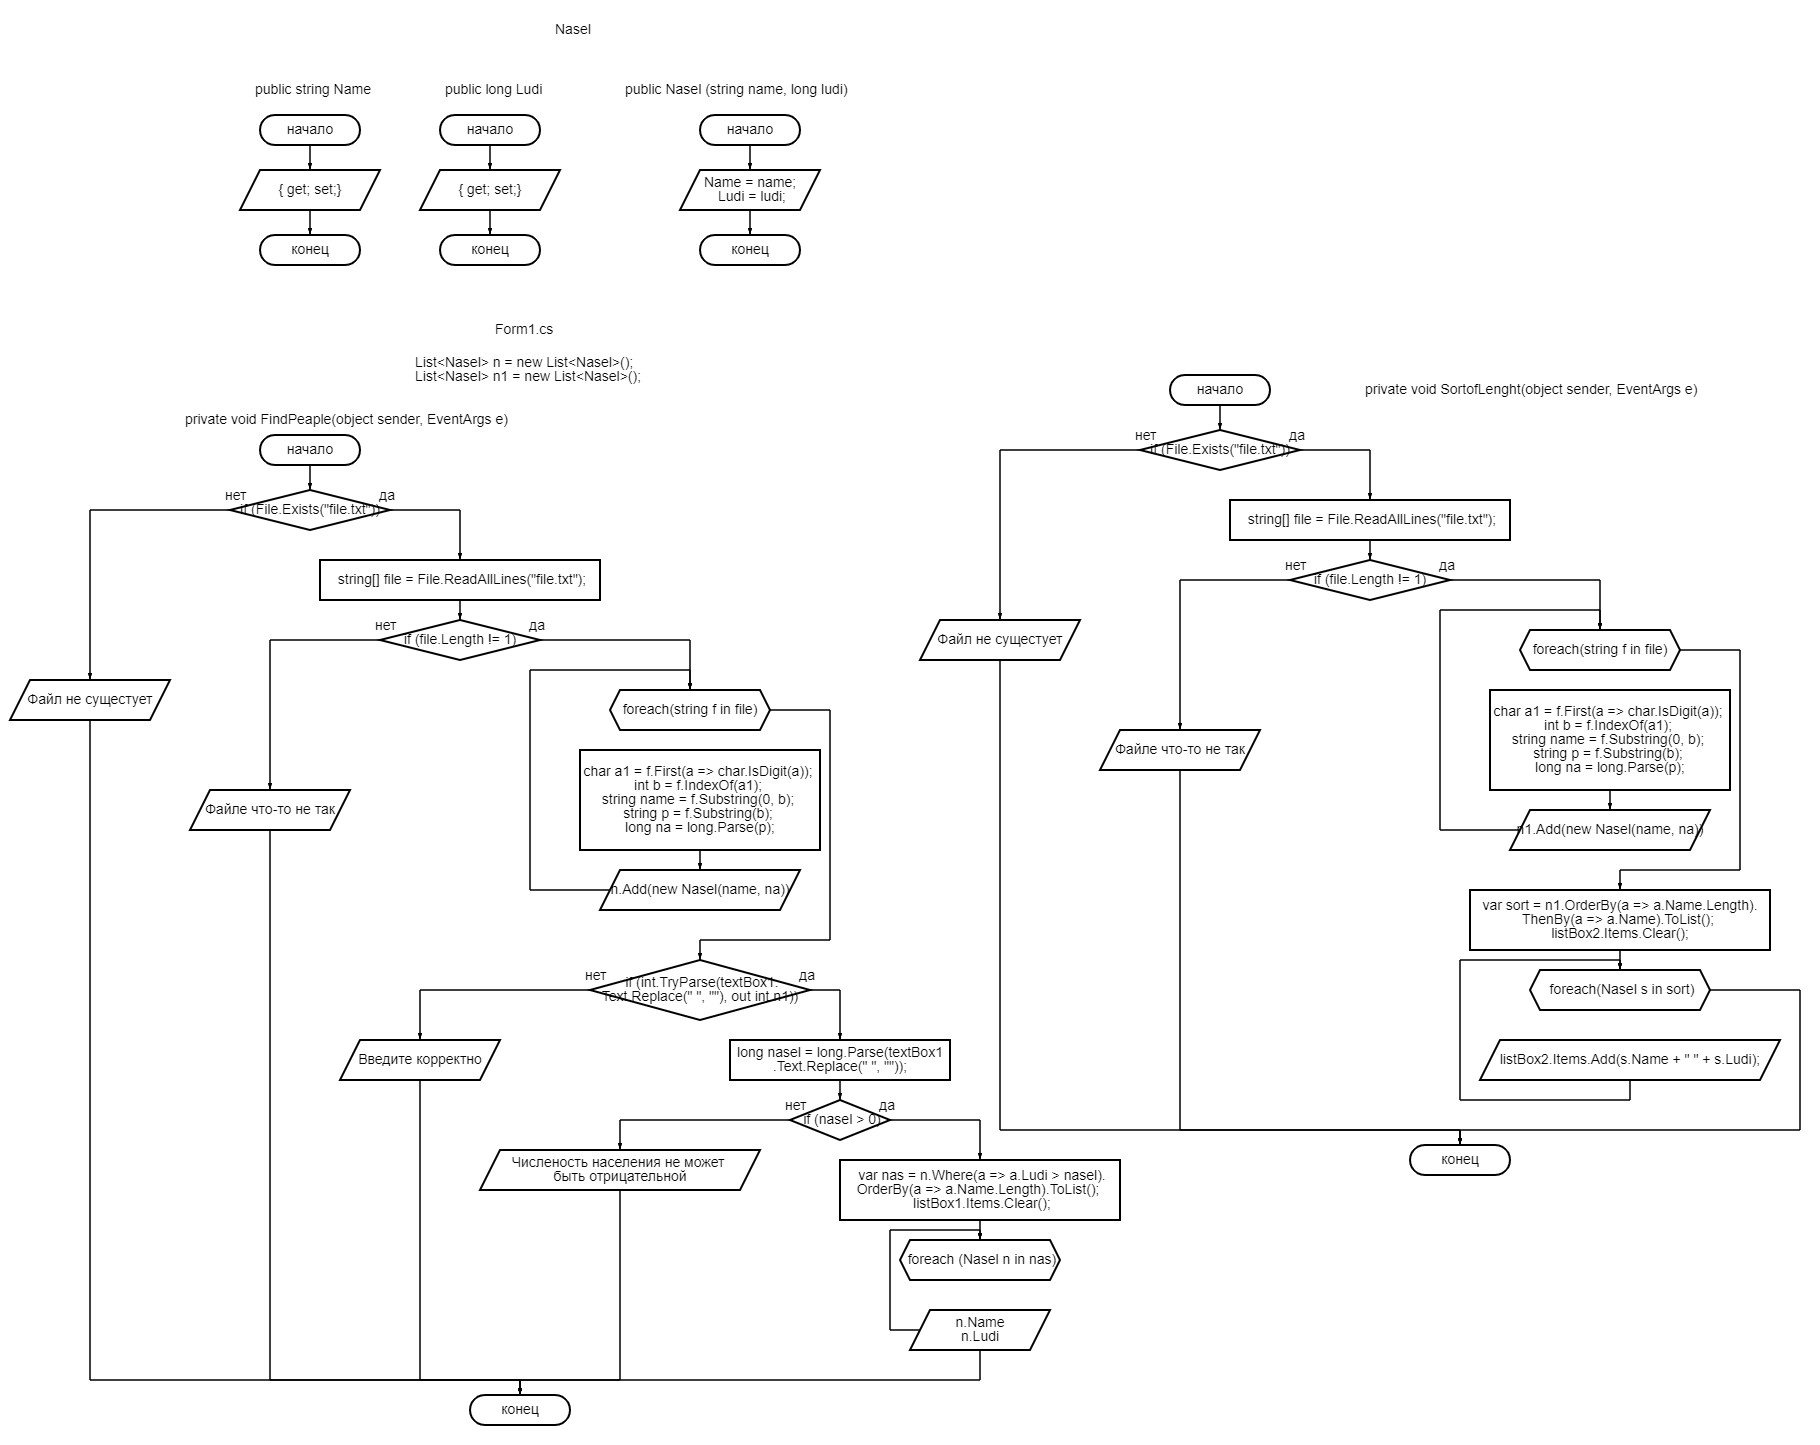 Nasel
public string Name
начало
{ get; set;}
конец
public long Ludi
начало
{ get; set;}
конец
public Nasel (string name, long ludi)
начало
Name = name;
Ludi = ludi;
конец
Form1.cs
List<Nasel> n = new List<Nasel>();
List<Nasel> n1 = new List<Nasel>();
private void FindPeaple(object sender, EventArgs e)
начало
нет
да
if (File.Exists("file.txt"))
string[] file = File.ReadAllLines("file.txt");
нет
да
if (file.Length != 1)
Файл не сущестует
foreach(string f in file)
Файле что-то не так
char a1 = f.First(a => char.IsDigit(a));
int b = f.IndexOf(a1);
string name = f.Substring(0, b);
string p = f.Substring(b);
long na = long.Parse(p);
n.Add(new Nasel(name, na))
нет
да
if (int.TryParse(textBox1.
Text.Replace(" ", ""), out int n1))
Введите корректно
long nasel = long.Parse(textBox1
.Text.Replace(" ", ""));
нет
да
if (nasel > 0)
Численость населения не может
быть отрицательной
var nas = n.Where(a => a.Ludi > nasel).
OrderBy(a => a.Name.Length).ToList();
listBox1.Items.Clear();
foreach (Nasel n in nas)
n.Name
n.Ludi
конец
private void SortofLenght(object sender, EventArgs e)
начало
нет
да
if (File.Exists("file.txt"))
string[] file = File.ReadAllLines("file.txt");
нет
да
if (file.Length != 1)
Файл не сущестует
foreach(string f in file)
Файле что-то не так
char a1 = f.First(a => char.IsDigit(a));
int b = f.IndexOf(a1);
string name = f.Substring(0, b);
string p = f.Substring(b);
long na = long.Parse(p);
n1.Add(new Nasel(name, na))
var sort = n1.OrderBy(a => a.Name.Length).
ThenBy(a => a.Name).ToList();
listBox2.Items.Clear();
foreach(Nasel s in sort)
listBox2.Items.Add(s.Name + " " + s.Ludi);
конец